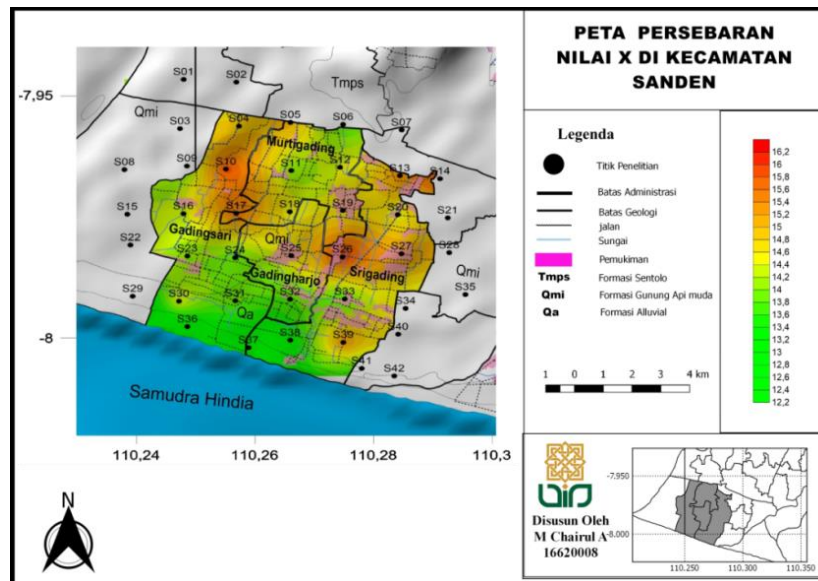 PETA PERSEBARAN
NILAI X DI KECAMATAN
SANDEN
-7,95
-8
110,24
110,26
110,28
110,3
S01
S02
Tmps
Qmi
S03
S04
S05
S06
S07
Murtigading
S08
S09
S10
S11
S12
S13
S14
S15
S16
S17
S18
S19
S20
S21
Gadingsari
Qmi
S22
S23
S24
S25
S26
S27
S28
Gadingharjo
Srigading
Qmi
S29
S30
S31
S32
S33
S34
S35
Qa
S36
S37
S38
S39
S40
S41
S42
Samudra Hindia
N
Legenda
Titik Penelitian
Batas Administrasi
Batas Geologi
jalan
Sungai
Pemukiman
Tmps Formasi Sentolo
Qmi Formasi Gunung Api muda
Qa Formasi Alluvial
1 0 1 2 3 4 km
16,2
16
15,8
15,6
15,4
15,2
15
14,8
14,6
14,4
14,2
14
13,8
13,6
13,4
13,2
13
12,8
12,6
12,4
12,2
Disusun Oleh
M Chairul A
16620008
-7.950
-8.000
110.250
110.300
110.350